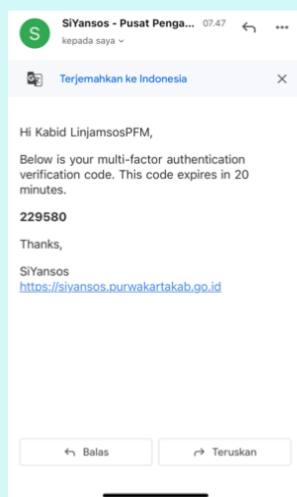 S
SiYansos - Pusat Penga... 07.47
kepada saya
Terjemahkan ke Indonesia
Hi Kabid LinjamsosPFM,
Below is your multi-factor authentication
verification code. This code expires in 20
minutes.
229580
Thanks,
SiYansos
https://siyansos.purwakartakab.go.id
Balas
Teruskan